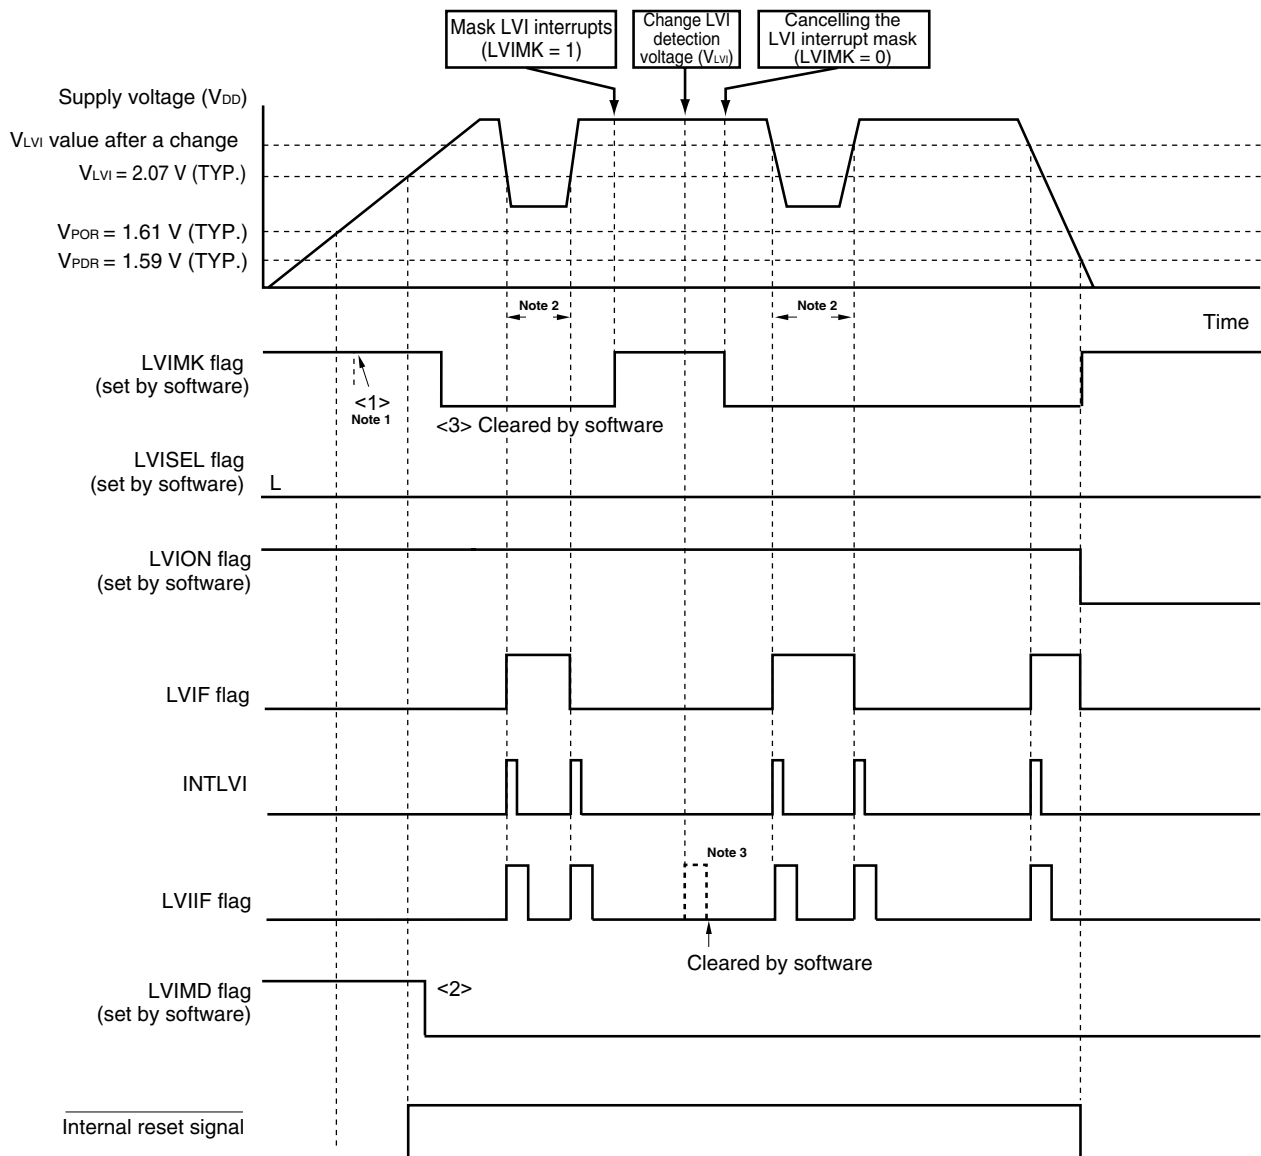 Mask LVI interrupts
(LVIMK = 1)
Change LVI
detection
voltage (VLVI)
Cancelling the
LVI interrupt mask
(LVIMK = 0)
Supply voltage (VDD)
VLVI value after a change
VLVI = 2.07 V (TYP.)
VPOR = 1.61 V (TYP.)
VPDR = 1.59 V (TYP.)
Note 2
Note 2
Time
LVIMK flag
(set by software)
<1>
Note 1
<3> Cleared by software
LVISEL flag
(set by software)
L
LVION flag
(set by software)
LVIF flag
INTLVI
Note 3
LVIIF flag
Cleared by software
LVIMD flag
(set by software)
<2>
Internal reset signal